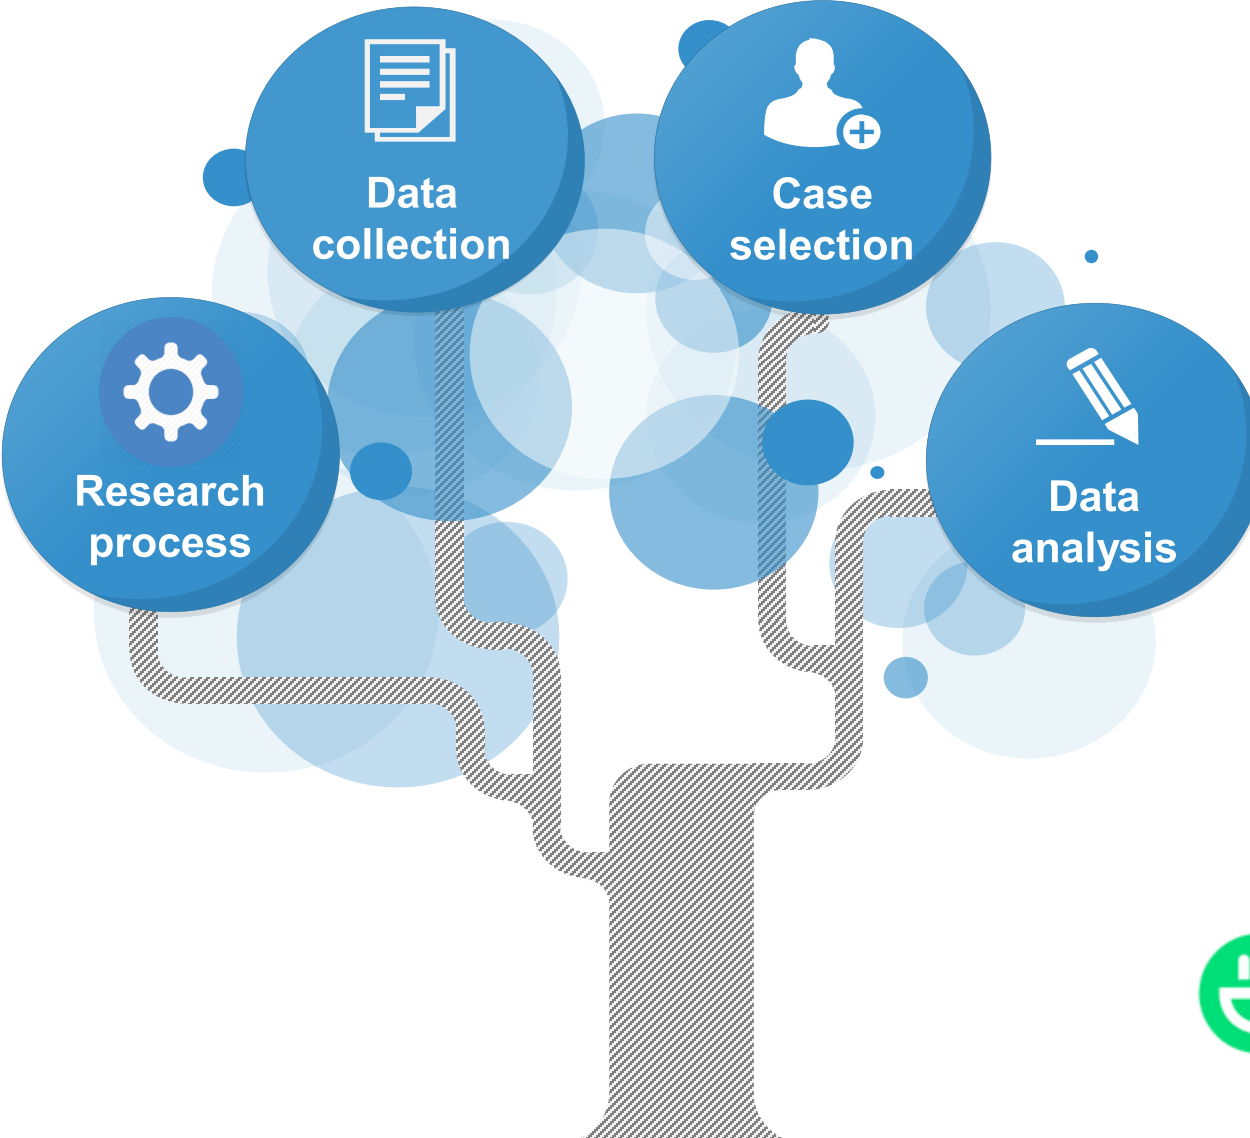 Data
collection
Case
selection
Research
process
Data
analysis